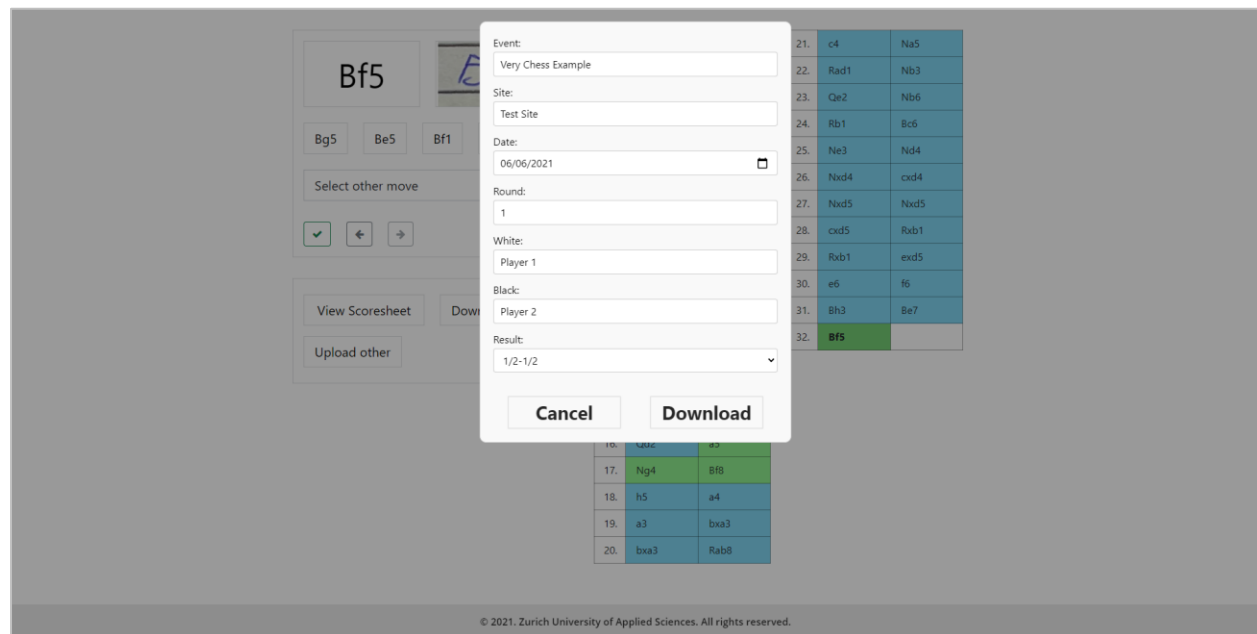 Bf5
Bg5 Be5 Bf1
Select other move
View Scoresheet
Upload other
Event:
Very Chess Example
Site:
Test Site
Date:
06/06/2021
Round:
1
White:
Player 1
Black:
Player 2
Result:
1/2-1/2
Cancel Download
17. Ng4 Bf8
18. h5 a4
19. a3 bxa3
20. bxa3 Rab8
21. c4 Na5
22. Rad1 Nb3
23. Qe2 Nb6
24. Rb1 Bc6
25. Ne3 Nd4
26. Nxd4 cxd4
27. Nxd5 Nxd5
28. cxd5 Rxb1
29. Rxb1 exd5
30. e6 f6
31. Bh3 Be7
32. Bf5
© 2021. Zurich University of Applied Sciences. All rights reserved.